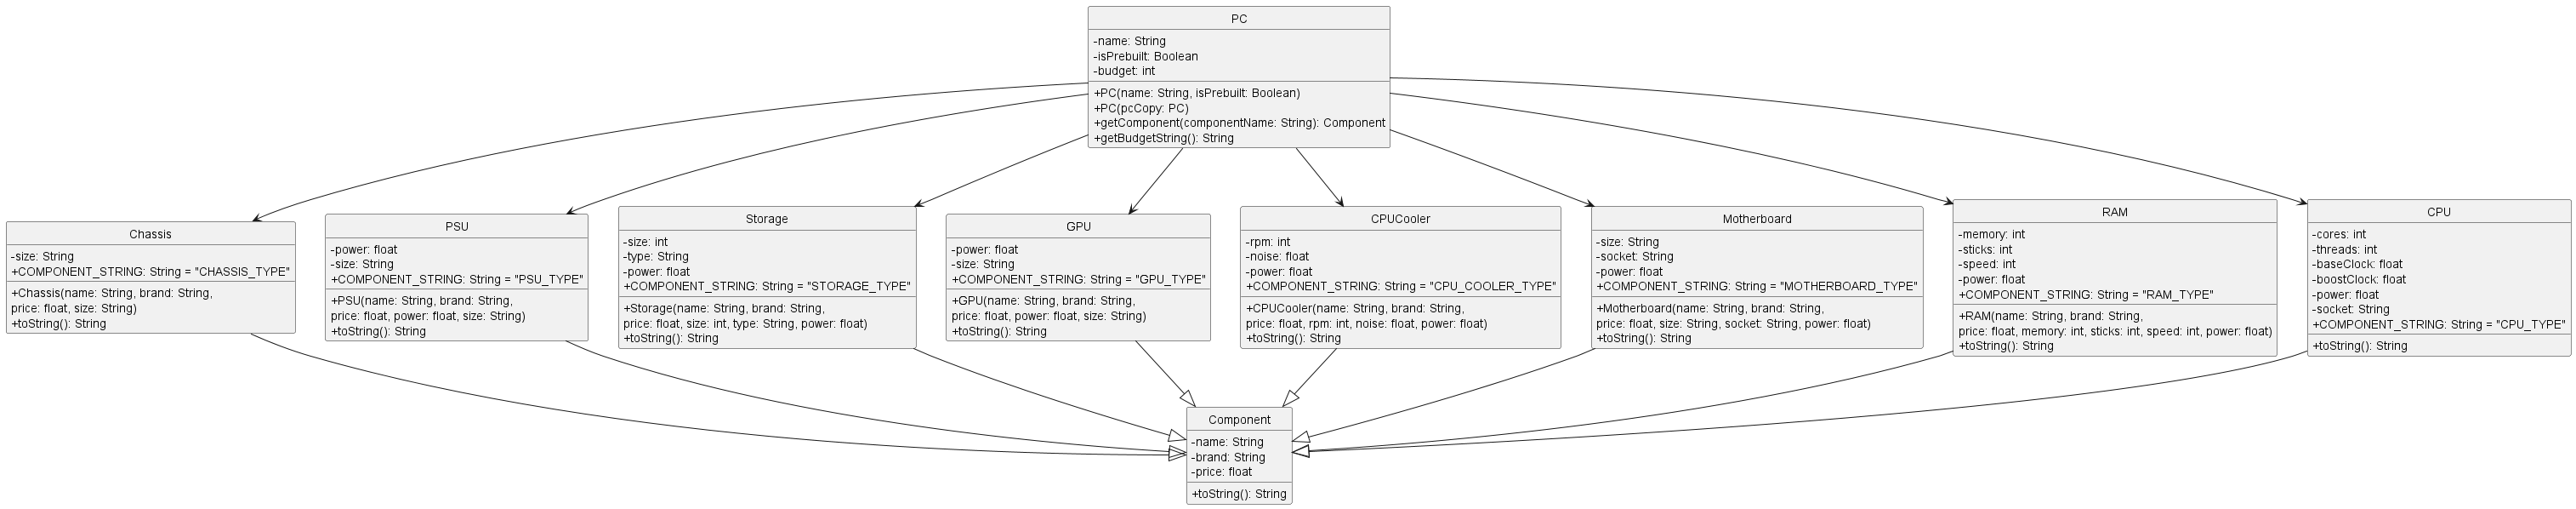 PC
-name: String
-isPrebuilt: Boolean
-budget: int
+PC(name: String, isPrebuilt: Boolean)
+PC(pcCopy: PC)
+getComponent(componentName: String): Component
+getBudgetString(): String
Chassis
-size: String
+COMPONENT_STRING: String = "CHASSIS_TYPE"
+Chassis(name: String, brand: String,
price: float, size: String)
+toString(): String
PSU
-power: float
-size: String
+COMPONENT_STRING: String = "PSU_TYPE"
+PSU(name: String, brand: String,
price: float, power: float, size: String)
+toString(): String
Storage
-size: int
-type: String
-power: float
+COMPONENT_STRING: String = "STORAGE_TYPE"
+Storage(name: String, brand: String,
price: float, size: int, type: String, power: float)
+toString(): String
GPU
-power: float
-size: String
+COMPONENT_STRING: String = "GPU_TYPE"
+GPU(name: String, brand: String,
price: float, power: float, size: String)
+toString(): String
CPUCooler
-rpm: int
-noise: float
-power: float
+COMPONENT_STRING: String = "CPU_COOLER_TYPE"
+CPUCooler(name: String, brand: String,
price: float, rpm: int, noise: float, power: float)
+toString(): String
Motherboard
-size: String
-socket: String
-power: float
+COMPONENT_STRING: String = "MOTHERBOARD_TYPE"
+Motherboard(name: String, brand: String,
price: float, size: String, socket: String, power: float)
+toString(): String
RAM
-memory: int
-sticks: int
-speed: int
-power: float
+COMPONENT_STRING: String = "RAM_TYPE"
+RAM(name: String, brand: String,
price: float, memory: int, sticks: int, speed: int, power: float)
+toString(): String
CPU
-cores: int
-threads: int
-baseClock: float
-boostClock: float
-power: float
-socket: String
+COMPONENT_STRING: String = "CPU_TYPE"
+toString(): String
Component
-name: String
-brand: String
-price: float
+toString(): String